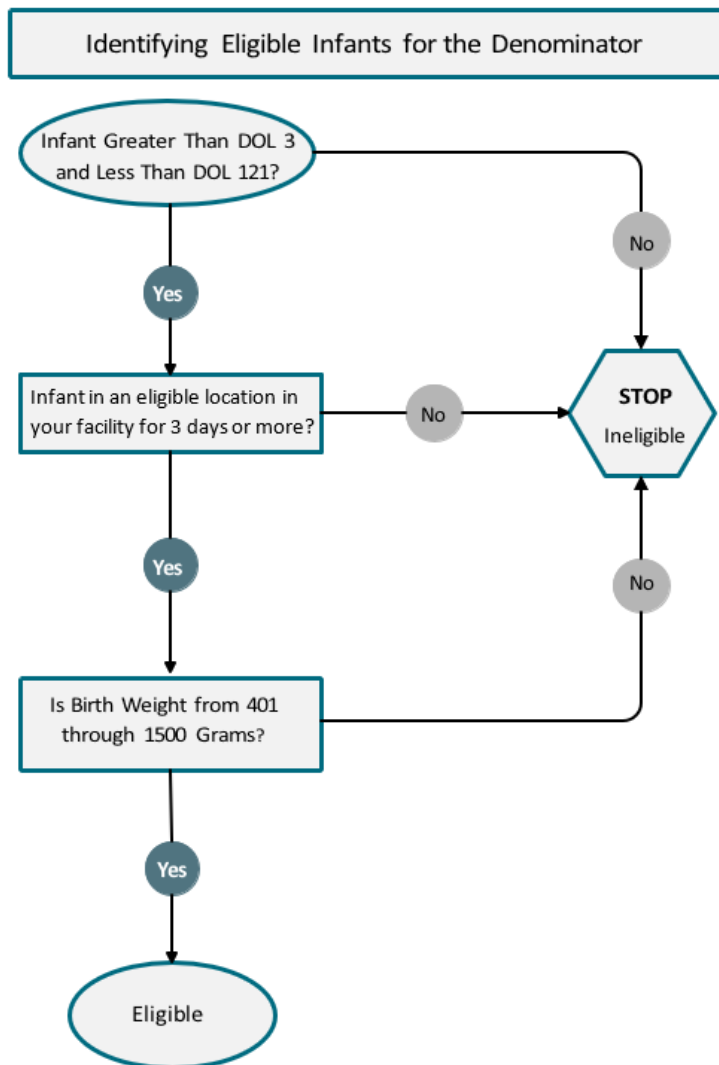 Identifying Eligible Infants for the Denominator
Infant Greater Than DOL 3
and Less Than DOL 121?
No
Yes
Infant in an eligible location in
your facility for 3 days or more?
No
STOP
Ineligible
Yes
No
Is Birth Weight from 401
through 1500 Grams?
Yes
Eligible